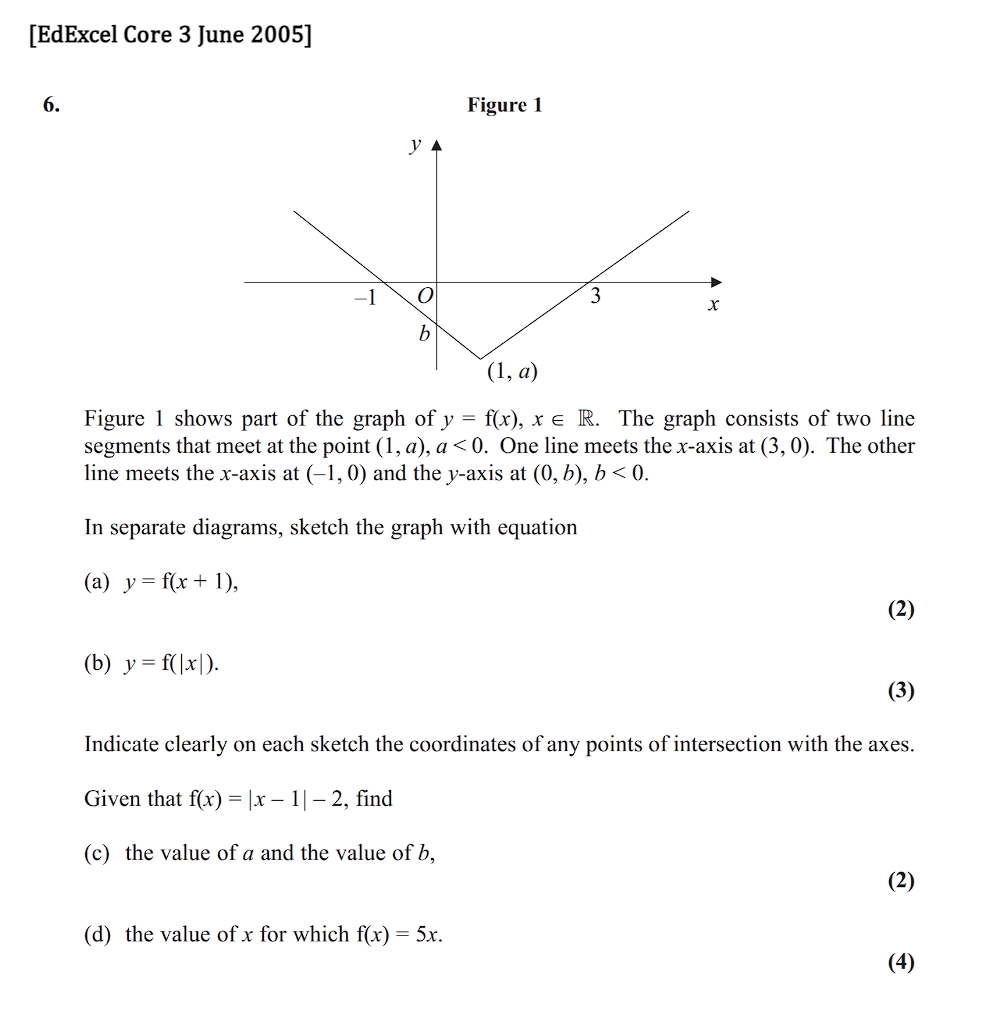 [EdExcel Core 3 June 2005]
6.
Figure 1
y
–1
O
3
x
b
(1, a)
Figure 1 shows part of the graph of y = f(x), x ∈ ℝ. The graph consists of two line
segments that meet at the point (1, a), a < 0. One line meets the x-axis at (3, 0). The other
line meets the x-axis at (–1, 0) and the y-axis at (0, b), b < 0.
In separate diagrams, sketch the graph with equation
(a) y = f(x + 1),
(2)
(b) y = f(|x|).
(3)
Indicate clearly on each sketch the coordinates of any points of intersection with the axes.
Given that f(x) = |x – 1| – 2, find
(c) the value of a and the value of b,
(2)
(d) the value of x for which f(x) = 5x.
(4)